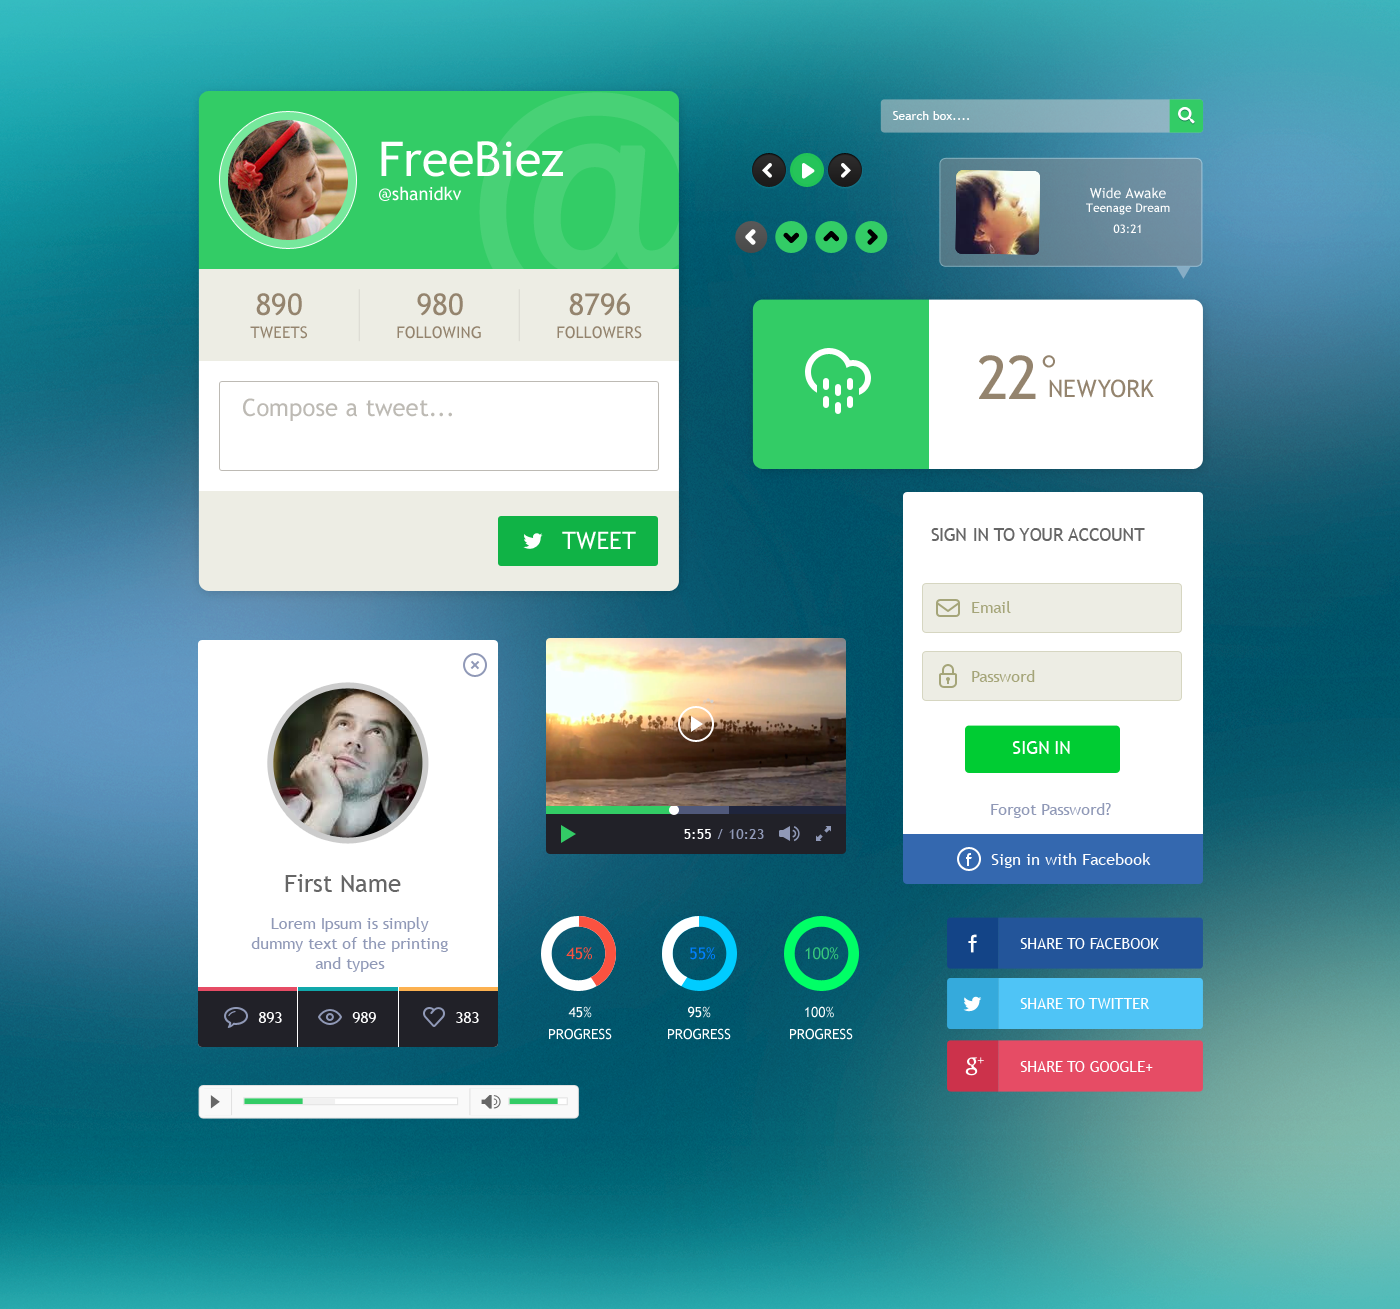 FreeBiez
@shanidkv
890
TWEETS
980
FOLLOWING
8796
FOLLOWERS
Compose a tweet...
TWEET
Search box....
Wide Awake
Teenage Dream
03:21
22°
NEWYORK
SIGN IN TO YOUR ACCOUNT
Email
Password
SIGN IN
Forgot Password?
Sign in with Facebook
First Name
Lorem Ipsum is simply
dummy text of the printing
and types
893
989
383
5:55 / 10:23
45%
45%
PROGRESS
55%
95%
PROGRESS
100%
100%
PROGRESS
SHARE TO FACEBOOK
SHARE TO TWITTER
SHARE TO GOOGLE+